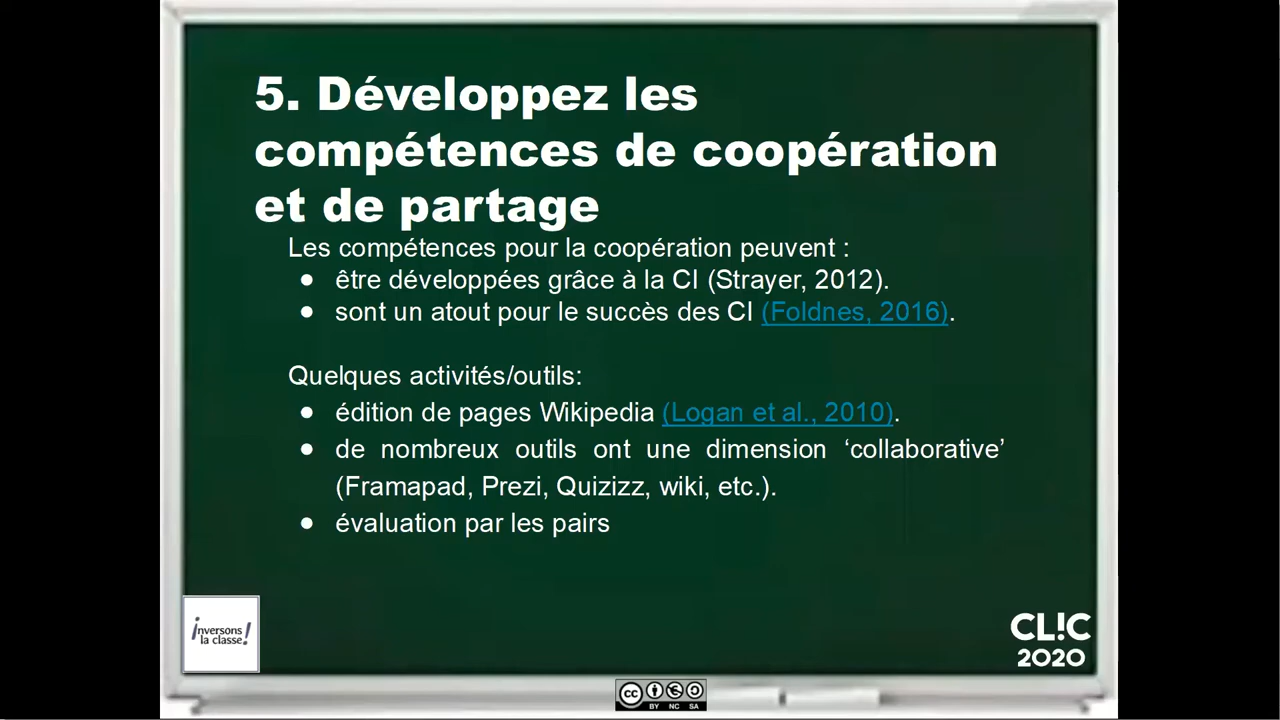 5. Développez les
compétences de coopération
et de partage
Les compétences pour la coopération peuvent :
● être développées grâce à la CI (Strayer, 2012).
● sont un atout pour le succès des CI (Foldnes, 2016).
Quelques activités/outils:
● édition de pages Wikipedia (Logan et al., 2010).
● de nombreux outils ont une dimension ‘collaborative’
(Framapad, Prezi, Quizizz, wiki, etc.).
● évaluation par les pairs
inversons
la classe!
CL!C
2020
cc
BY NC SA